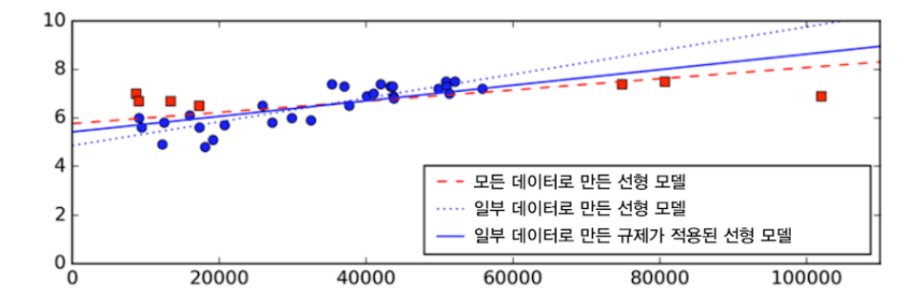 10
8
6
4
2
0
모든 데이터로 만든 선형 모델
일부 데이터로 만든 선형 모델
일부 데이터로 만든 규제가 적용된 선형 모델
0 20000 40000 60000 80000 100000